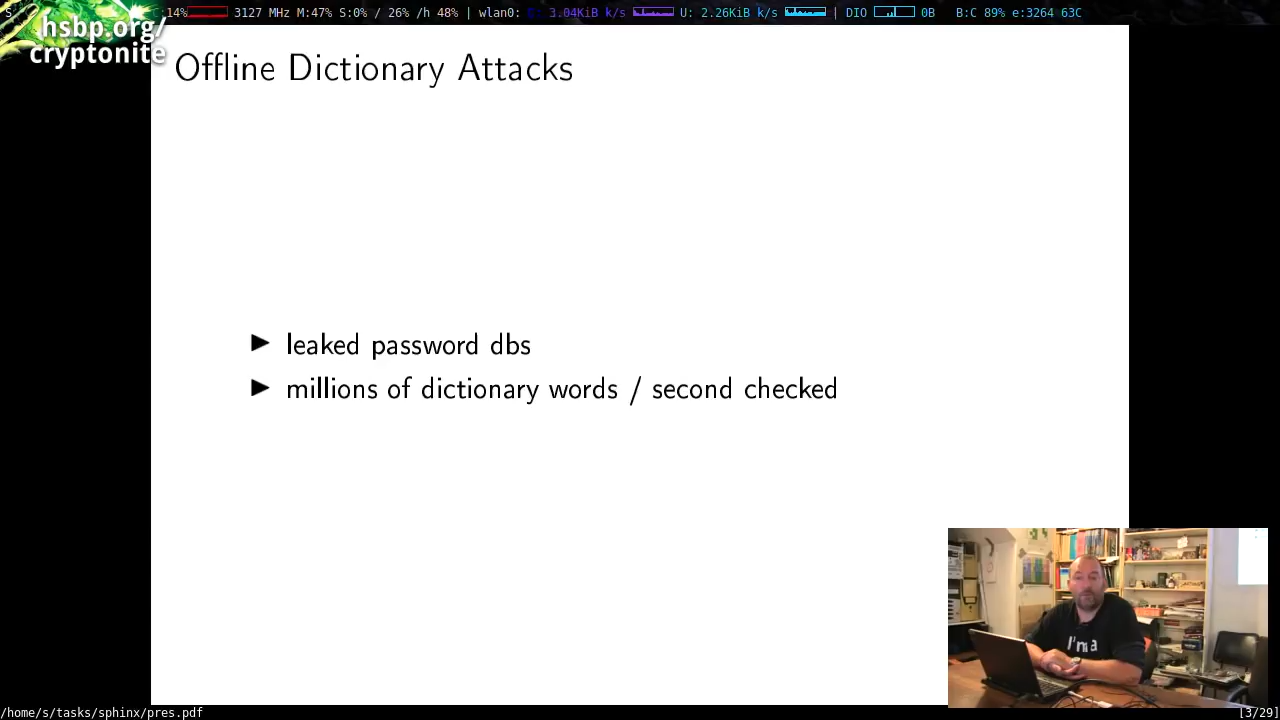 :14% 3127 MHz M:47% S:0% / 26% /h 48% | wlan0: D: 3.04KiB k/s U: 2.26KiB k/s | DIO 0B B:C 89% e:3264 63C
hsbp.org/
cryptonite
Offline Dictionary Attacks
leaked password dbs
millions of dictionary words / second checked
I'm a
/home/s/tasks/sphinx/pres.pdf [3/29]